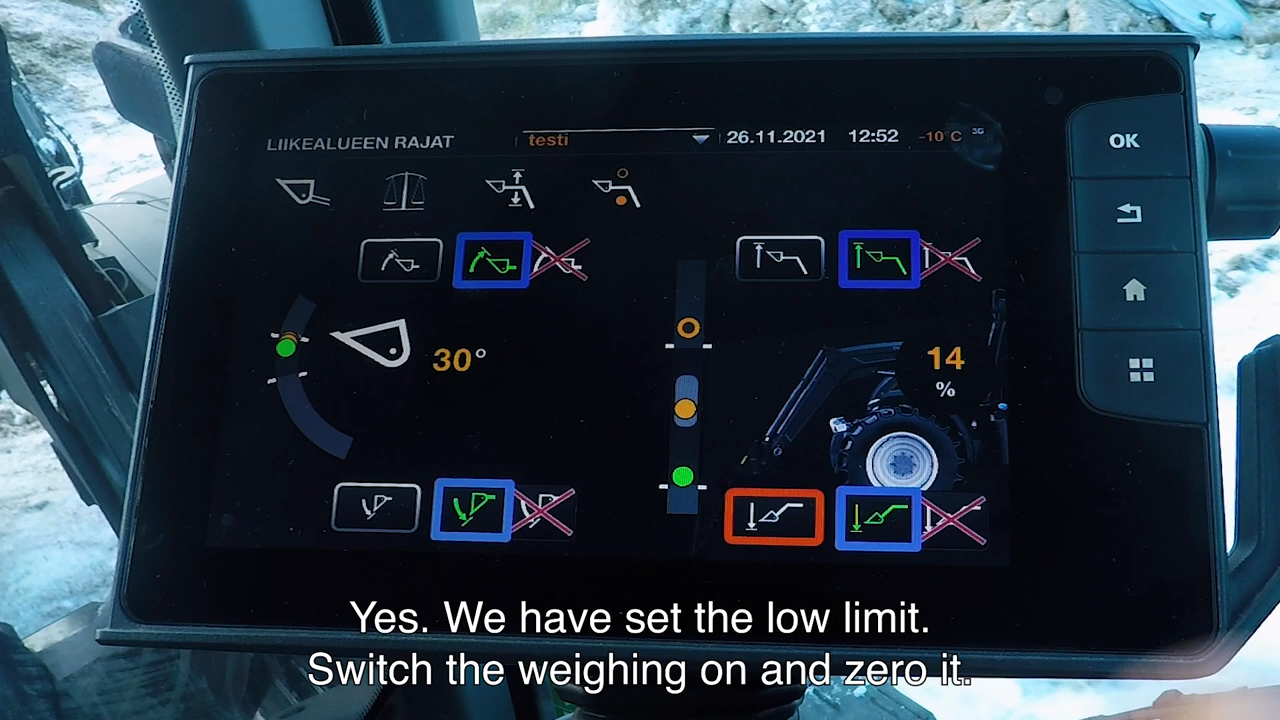 LIIKEALUEEN RAJAT
testi
26.11.2021
12:52
-10°C
3G
OK
30°
14
%
Yes. We have set the low limit.
Switch the weighing on and zero it.